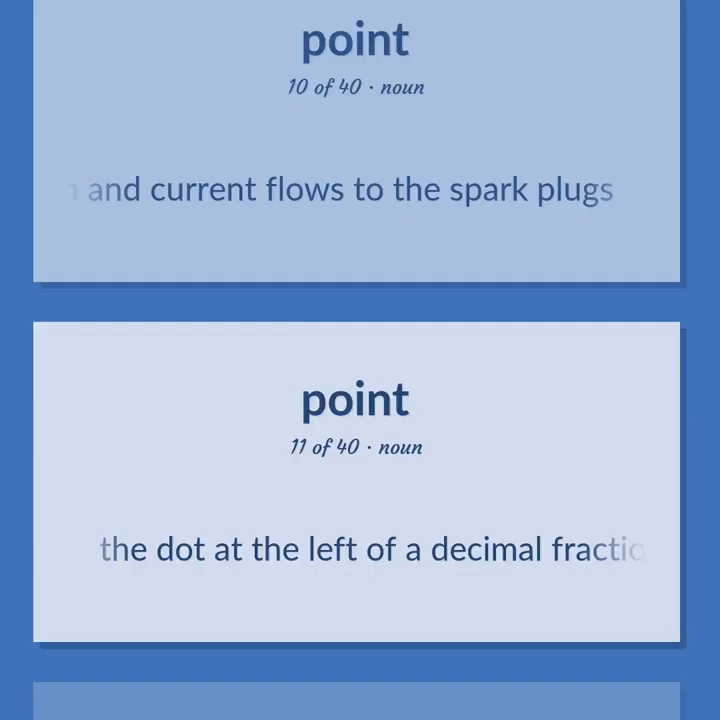 point
10 of 40 · noun
and current flows to the spark plugs
point
11 of 40 · noun
the dot at the left of a decimal fractio